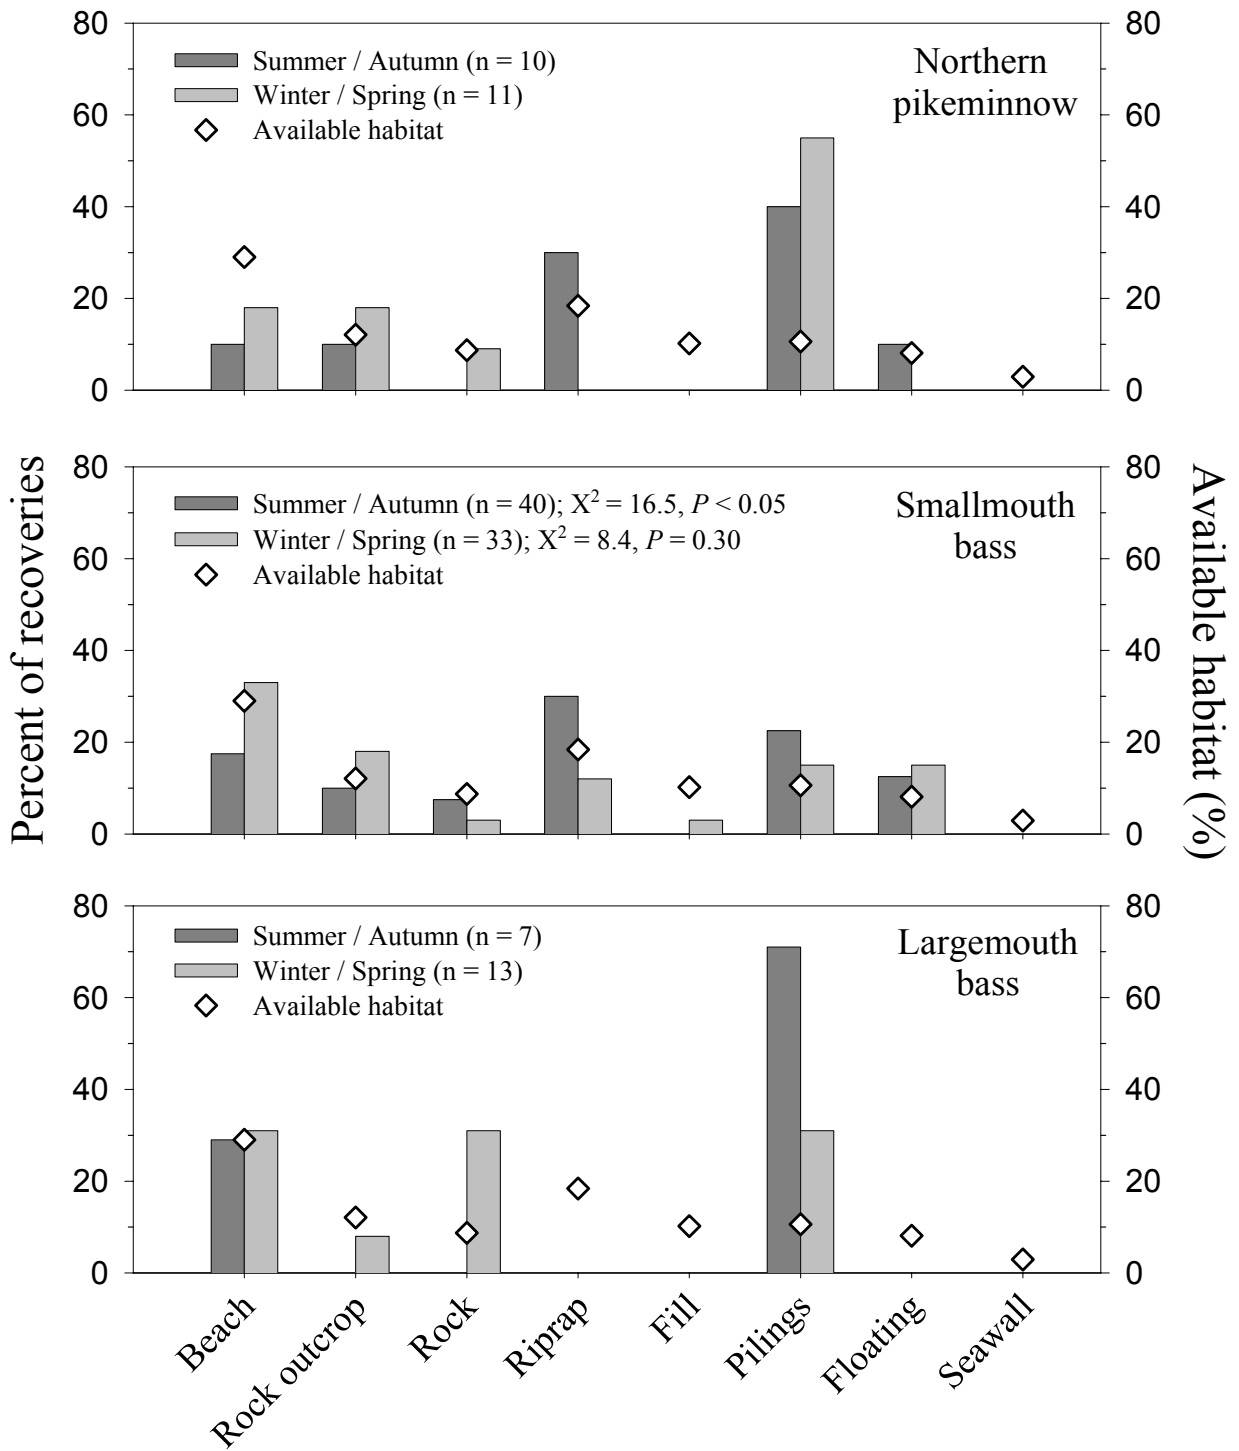 80
60
40
20
0
Summer / Autumn (n = 10)
Winter / Spring (n = 11)
Available habitat
Northern
pikeminnow
80
60
40
20
0
Percent of recoveries
80
60
40
20
0
Summer / Autumn (n = 40); X² = 16.5, P < 0.05
Winter / Spring (n = 33); X² = 8.4, P = 0.30
Available habitat
Smallmouth
bass
80
60
40
20
0
Available habitat (%)
80
60
40
20
0
Summer / Autumn (n = 7)
Winter / Spring (n = 13)
Available habitat
Largemouth
bass
80
60
40
20
0
Beach
Rock outcrop
Rock
Riprap
Fill
Pilings
Floating
Seawall